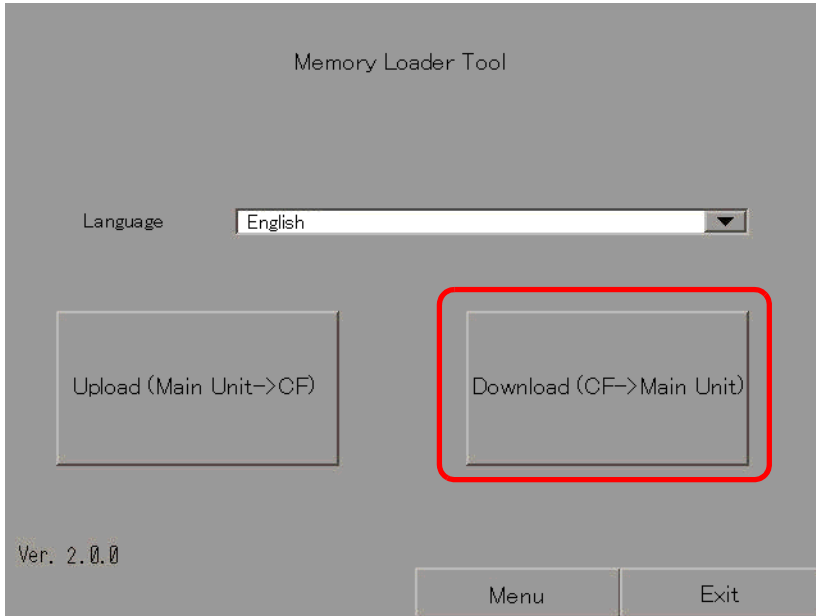 Memory Loader Tool
Language English
Upload (Main Unit->CF) Download (CF->Main Unit)
Ver. 2.0.0
Menu Exit